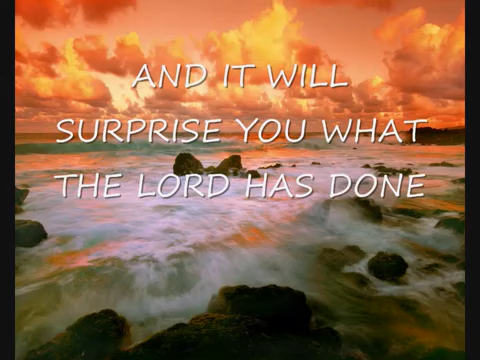 AND IT WILL
SURPRISE YOU WHAT
THE LORD HAS DONE